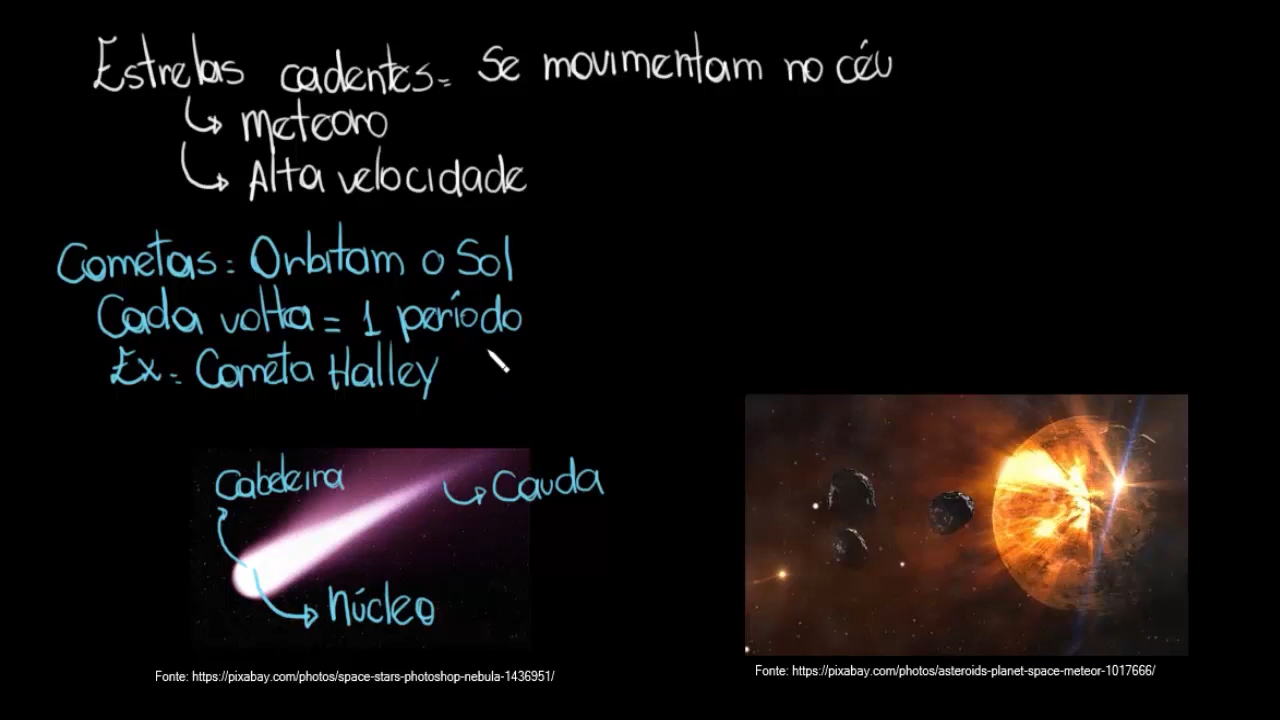 Estrelas cadentes = Se movimentam no céu
↳ Meteoro
↳ Alta velocidade
Cometas: Orbitam o Sol
Cada volta = 1 período
Ex: Cometa Halley
Cabeleira
Cauda
Núcleo
Fonte: https://pixabay.com/photos/space-stars-photoshop-nebula-1436951/
Fonte: https://pixabay.com/photos/asteroids-planet-space-meteor-1017666/